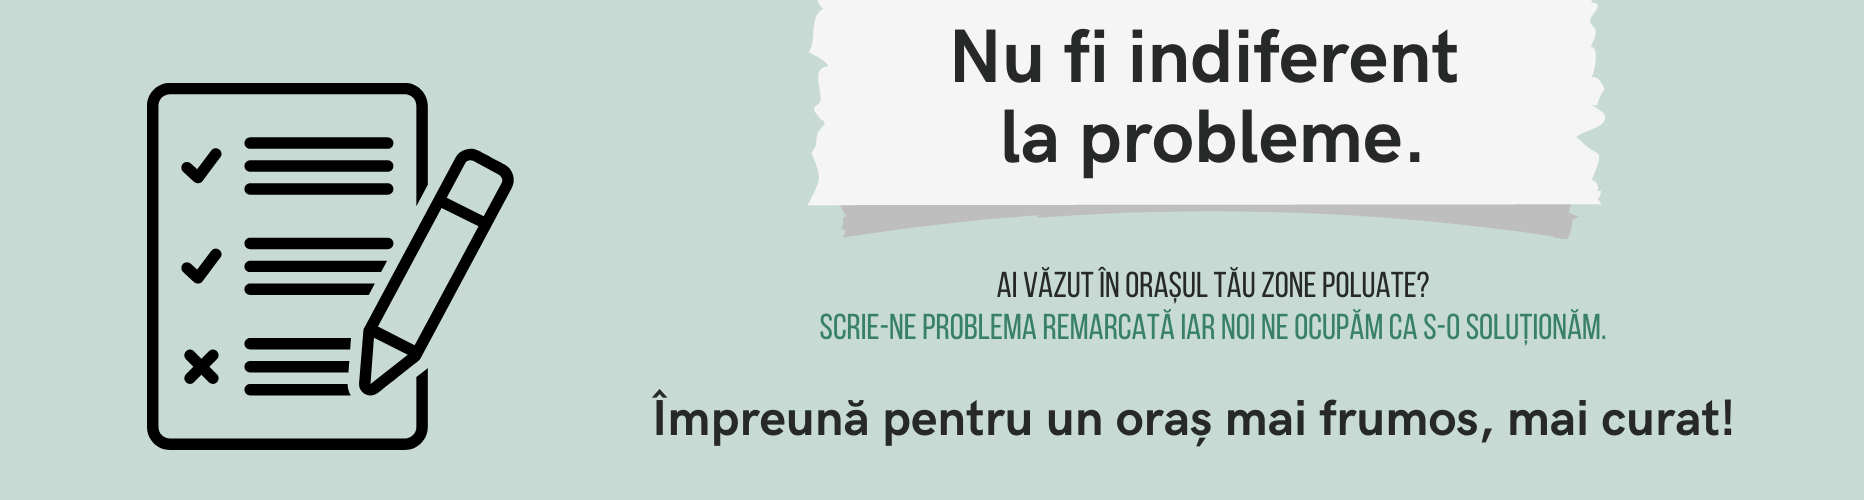 Nu fi indiferent
la probleme.
AI VĂZUT ÎN ORAȘUL TĂU ZONE POLUATE?
SCRIE-NE PROBLEMA REMARCATĂ IAR NOI NE OCUPĂM CA S-O SOLUȚIONĂM.
Împreună pentru un oraș mai frumos, mai curat!